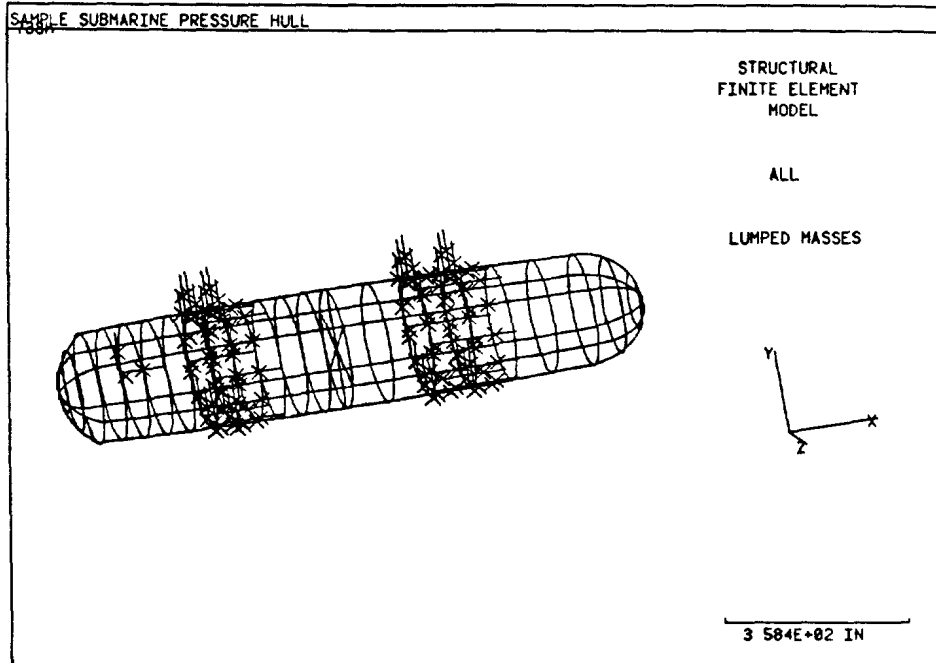 SAMPLE SUBMARINE PRESSURE HULL
STRUCTURAL
FINITE ELEMENT
MODEL
ALL
LUMPED MASSES
Y
X
Z
3 584E+02 IN